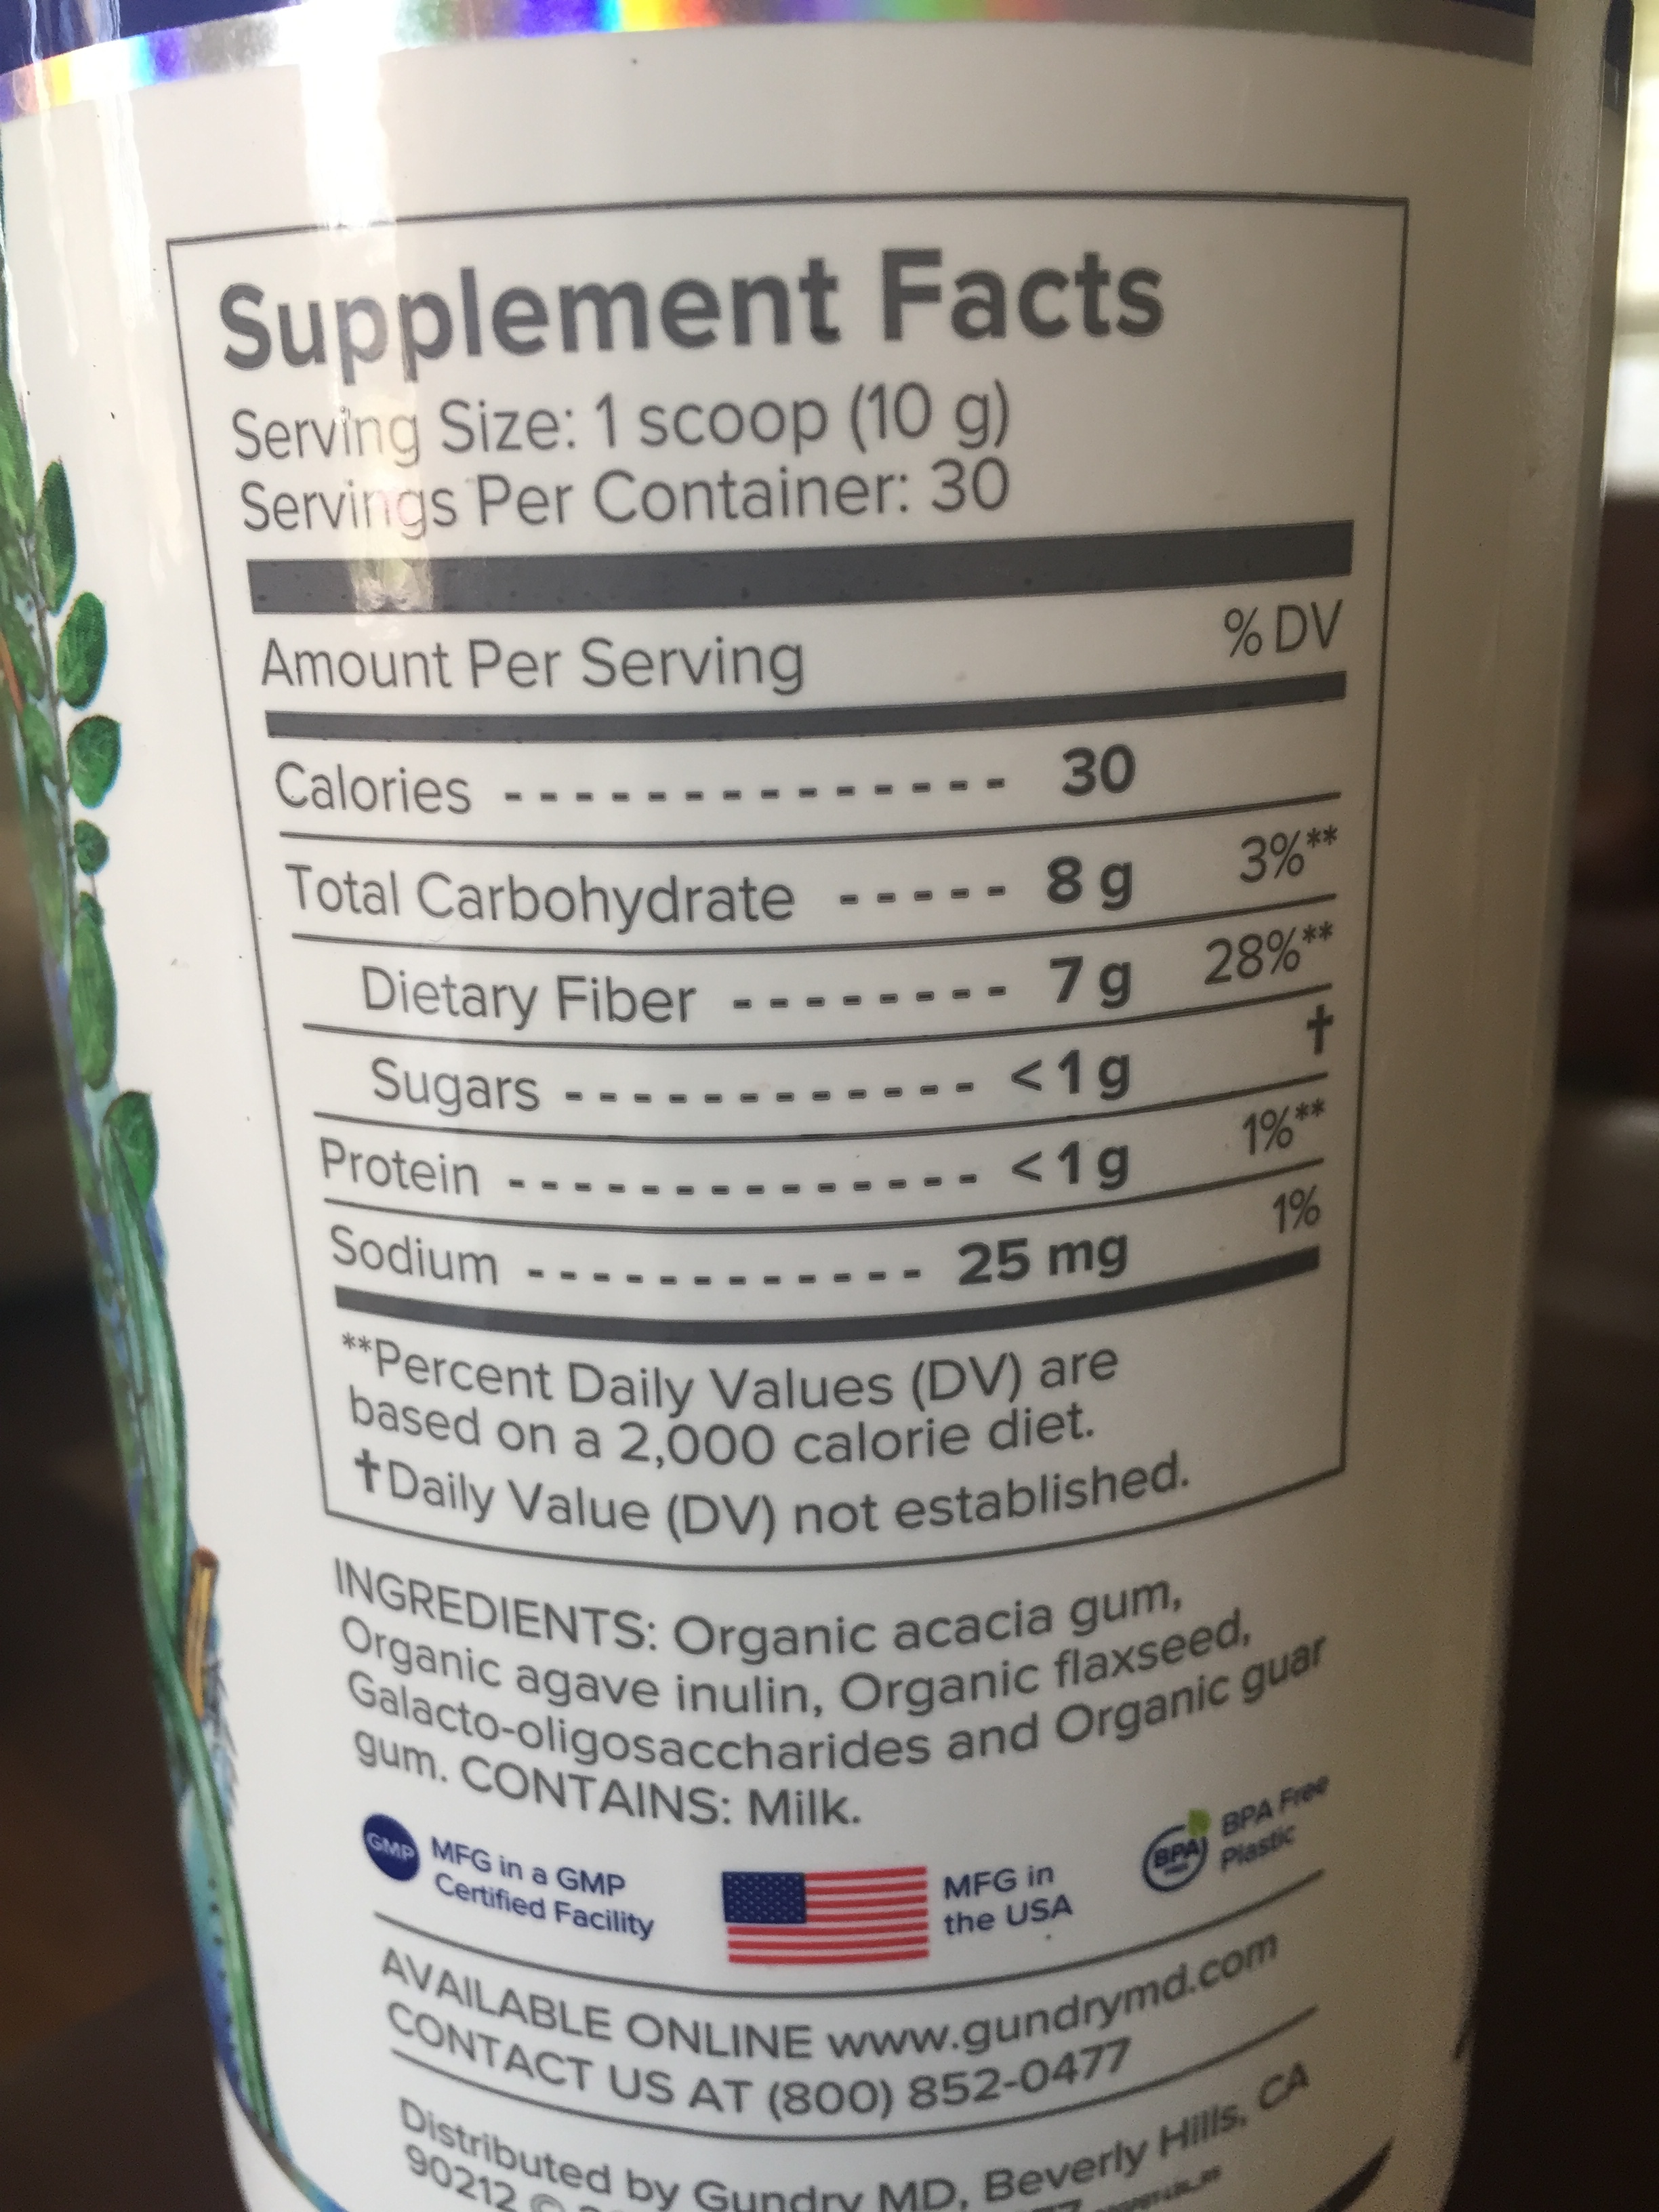 Supplement Facts
Serving Size: 1 scoop (10 g)
Servings Per Container: 30
Amount Per Serving % DV
Calories --------------- 30
Total Carbohydrate ----- 8 g 3%**
Dietary Fiber -------- 7 g 28%**
Sugars ------------ <1 g †
Protein --------------- <1 g 1%**
Sodium ------------ 25 mg 1%
**Percent Daily Values (DV) are
based on a 2,000 calorie diet.
†Daily Value (DV) not established.
INGREDIENTS: Organic acacia gum,
Organic agave inulin, Organic flaxseed,
Galacto-oligosaccharides and Organic guar
gum. CONTAINS: Milk.
GMP
MFG in a GMP
Certified Facility
MFG in
the USA
BPA
BPA Free
Plastic
AVAILABLE ONLINE www.gundrymd.com
CONTACT US AT (800) 852-0477
Distributed by Gundry MD, Beverly Hills, CA
90212 ©